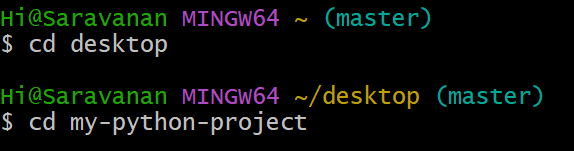 Hi@Saravanan MINGW64 ~ (master)
$ cd desktop
Hi@Saravanan MINGW64 ~/desktop (master)
$ cd my-python-project